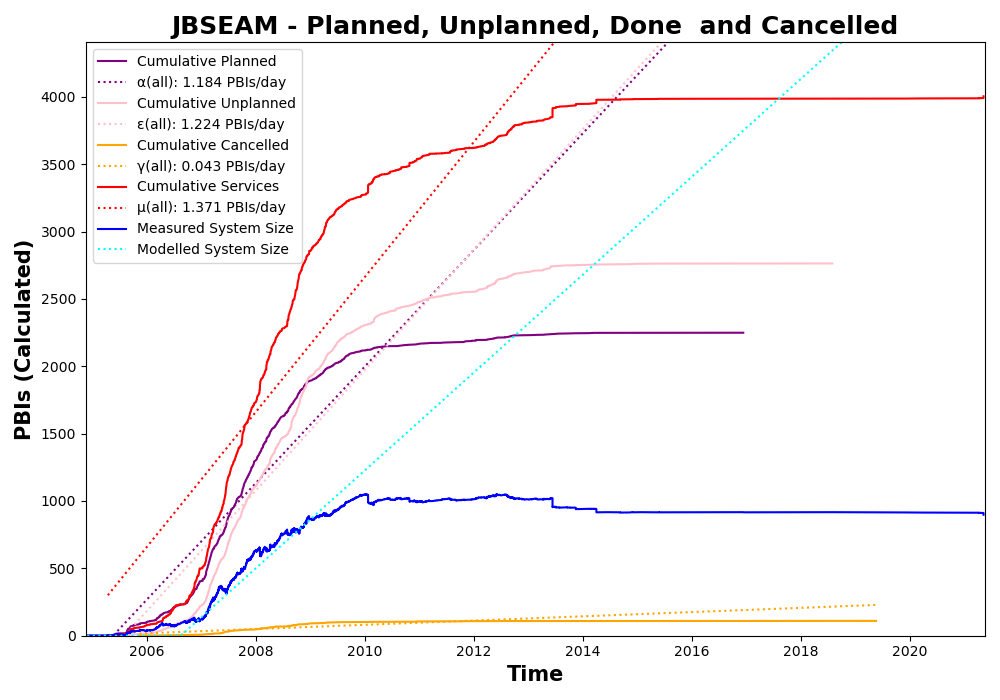 JBSEAM - Planned, Unplanned, Done  and Cancelled
Cumulative Planned
α(all): 1.184 PBIs/day
Cumulative Unplanned
ε(all): 1.224 PBIs/day
Cumulative Cancelled
γ(all): 0.043 PBIs/day
Cumulative Services
μ(all): 1.371 PBIs/day
Measured System Size
Modelled System Size
PBIs (Calculated)
4000
3500
3000
2500
2000
1500
1000
500
0
2006 2008 2010 2012 2014 2016 2018 2020
Time